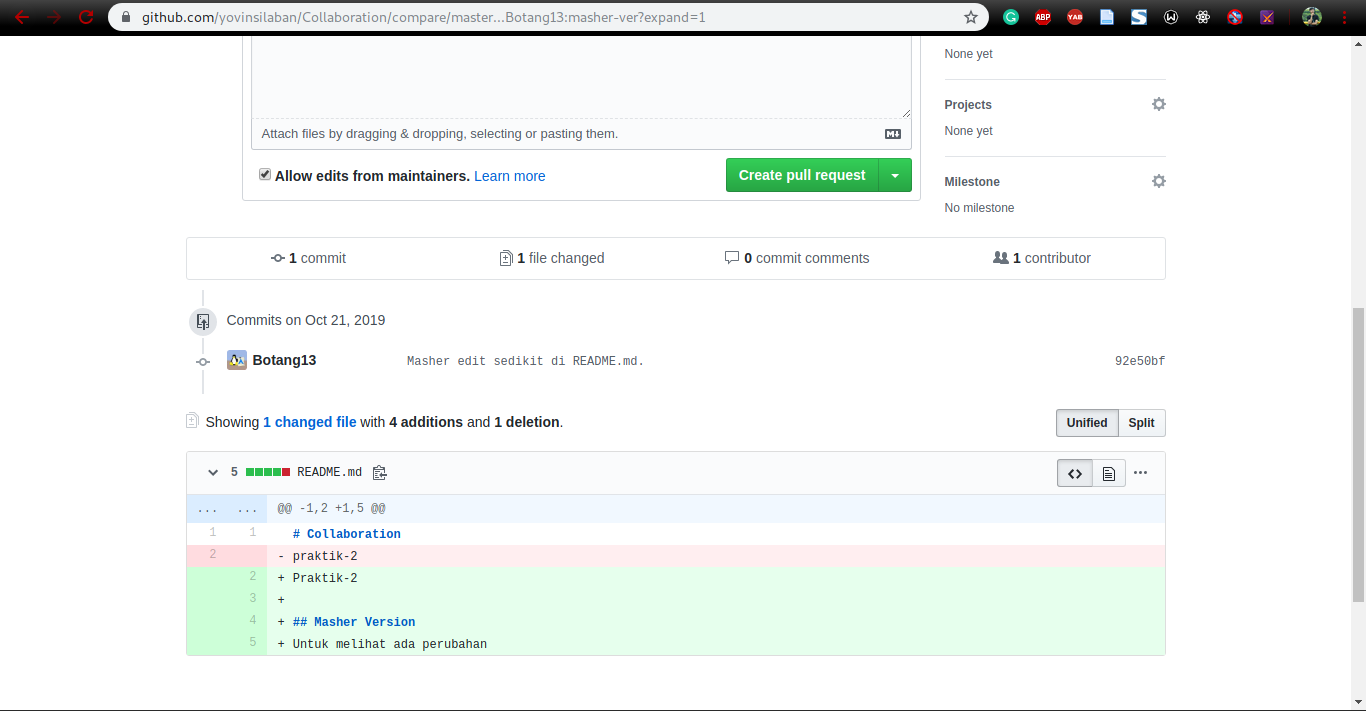 github.com/yovinsilaban/Collaboration/compare/master...Botang13:masher-ver?expand=1
ABP
YAB
None yet
Attach files by dragging & dropping, selecting or pasting them.
Projects
None yet
Allow edits from maintainers. Learn more
Create pull request
Milestone
No milestone
1 commit
1 file changed
0 commit comments
1 contributor
Commits on Oct 21, 2019
Botang13 Masher edit sedikit di README.md. 92e50bf
Showing 1 changed file with 4 additions and 1 deletion.
Unified Split
5 README.md
... ... @@ -1,2 +1,5 @@
1 1 # Collaboration
2 - praktik-2
2 + Praktik-2
3 +
4 + ## Masher Version
5 + Untuk melihat ada perubahan